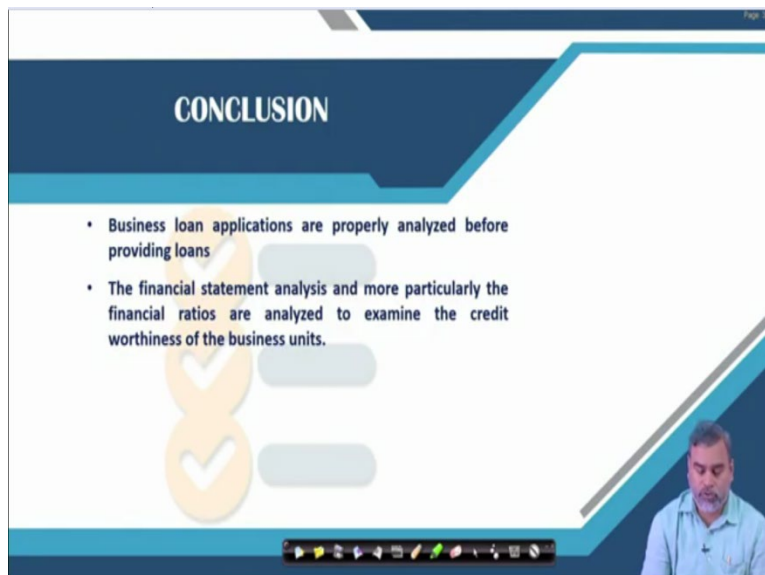 Page
CONCLUSION
• Business loan applications are properly analyzed before
providing loans
• The financial statement analysis and more particularly the
financial ratios are analyzed to examine the credit
worthiness of the business units.